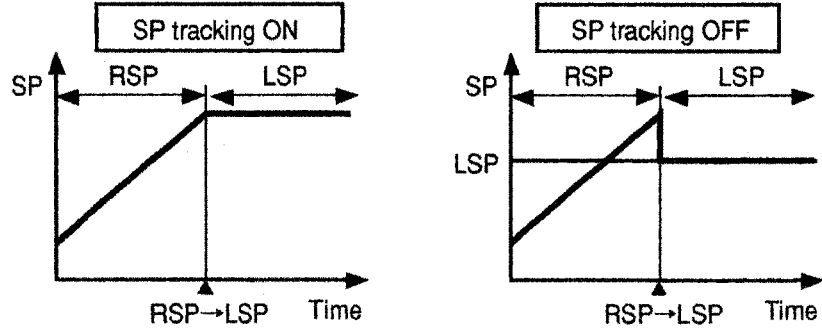 SP tracking ON
SP
RSP
LSP
RSP→LSP
Time
SP tracking OFF
SP
RSP
LSP
LSP
RSP→LSP
Time